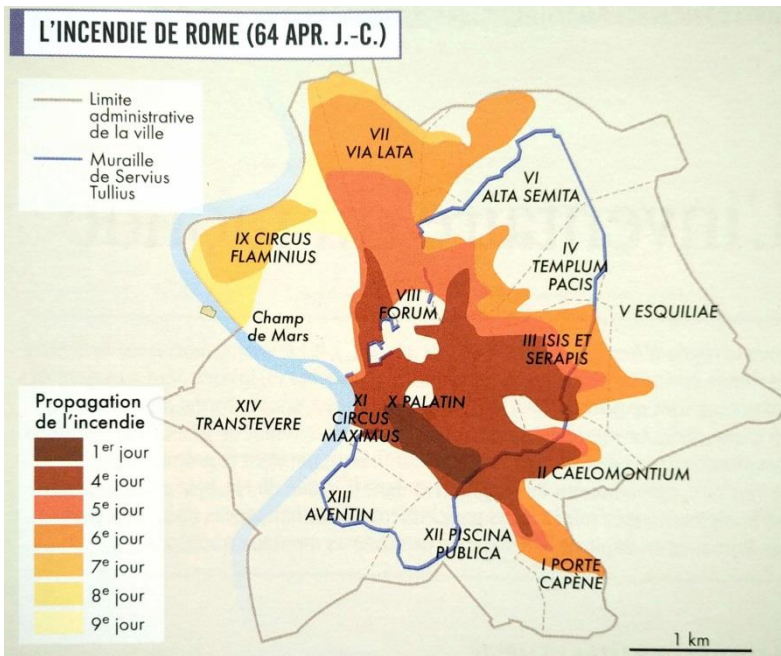 L'INCENDIE DE ROME (64 APR. J.-C.)
Limite
administrative
de la ville
Muraille
de Servius
Tullius
VII
VIA LATA
VI
ALTA SEMITA
IX CIRCUS
FLAMINIUS
IV
TEMPLUM
PACIS
VIII
FORUM
V ESQUILIAE
Champ
de Mars
III ISIS ET
SERAPIS
XIV
TRANSTEVERE
XI
CIRCUS
MAXIMUS
X PALATIN
II CAELOMONTIUM
XIII
AVENTIN
XII PISCINA
PUBLICA
I PORTE
CAPÈNE
Propagation
de l'incendie
1er jour
4e jour
5e jour
6e jour
7e jour
8e jour
9e jour
1 km